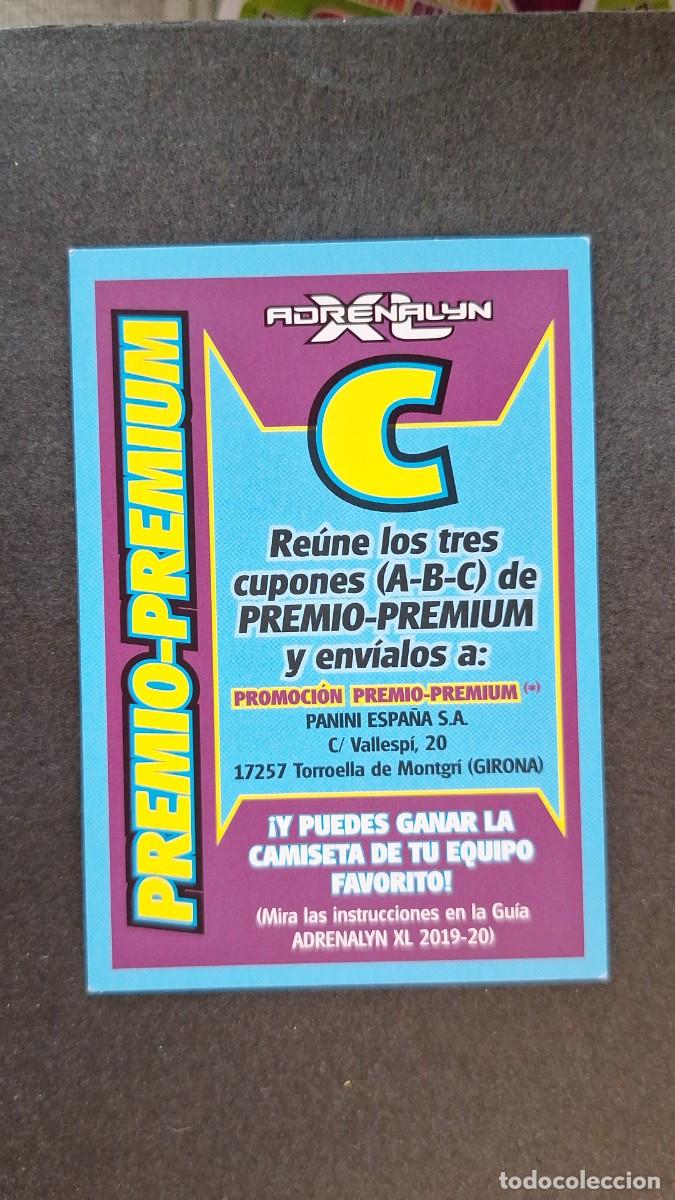 PREMIO-PREMIUM
ADRENALYN
XL
C
Reúne los tres
cupones (A-B-C) de
PREMIO-PREMIUM
y envíalos a:
PROMOCIÓN PREMIO-PREMIUM (*)
PANINI ESPAÑA S.A.
C/ Vallespí, 20
17257 Torroella de Montgrí (GIRONA)
¡Y PUEDES GANAR LA
CAMISETA DE TU EQUIPO
FAVORITO!
(Mira las instrucciones en la Guía
ADRENALYN XL 2019-20)
todocoleccion